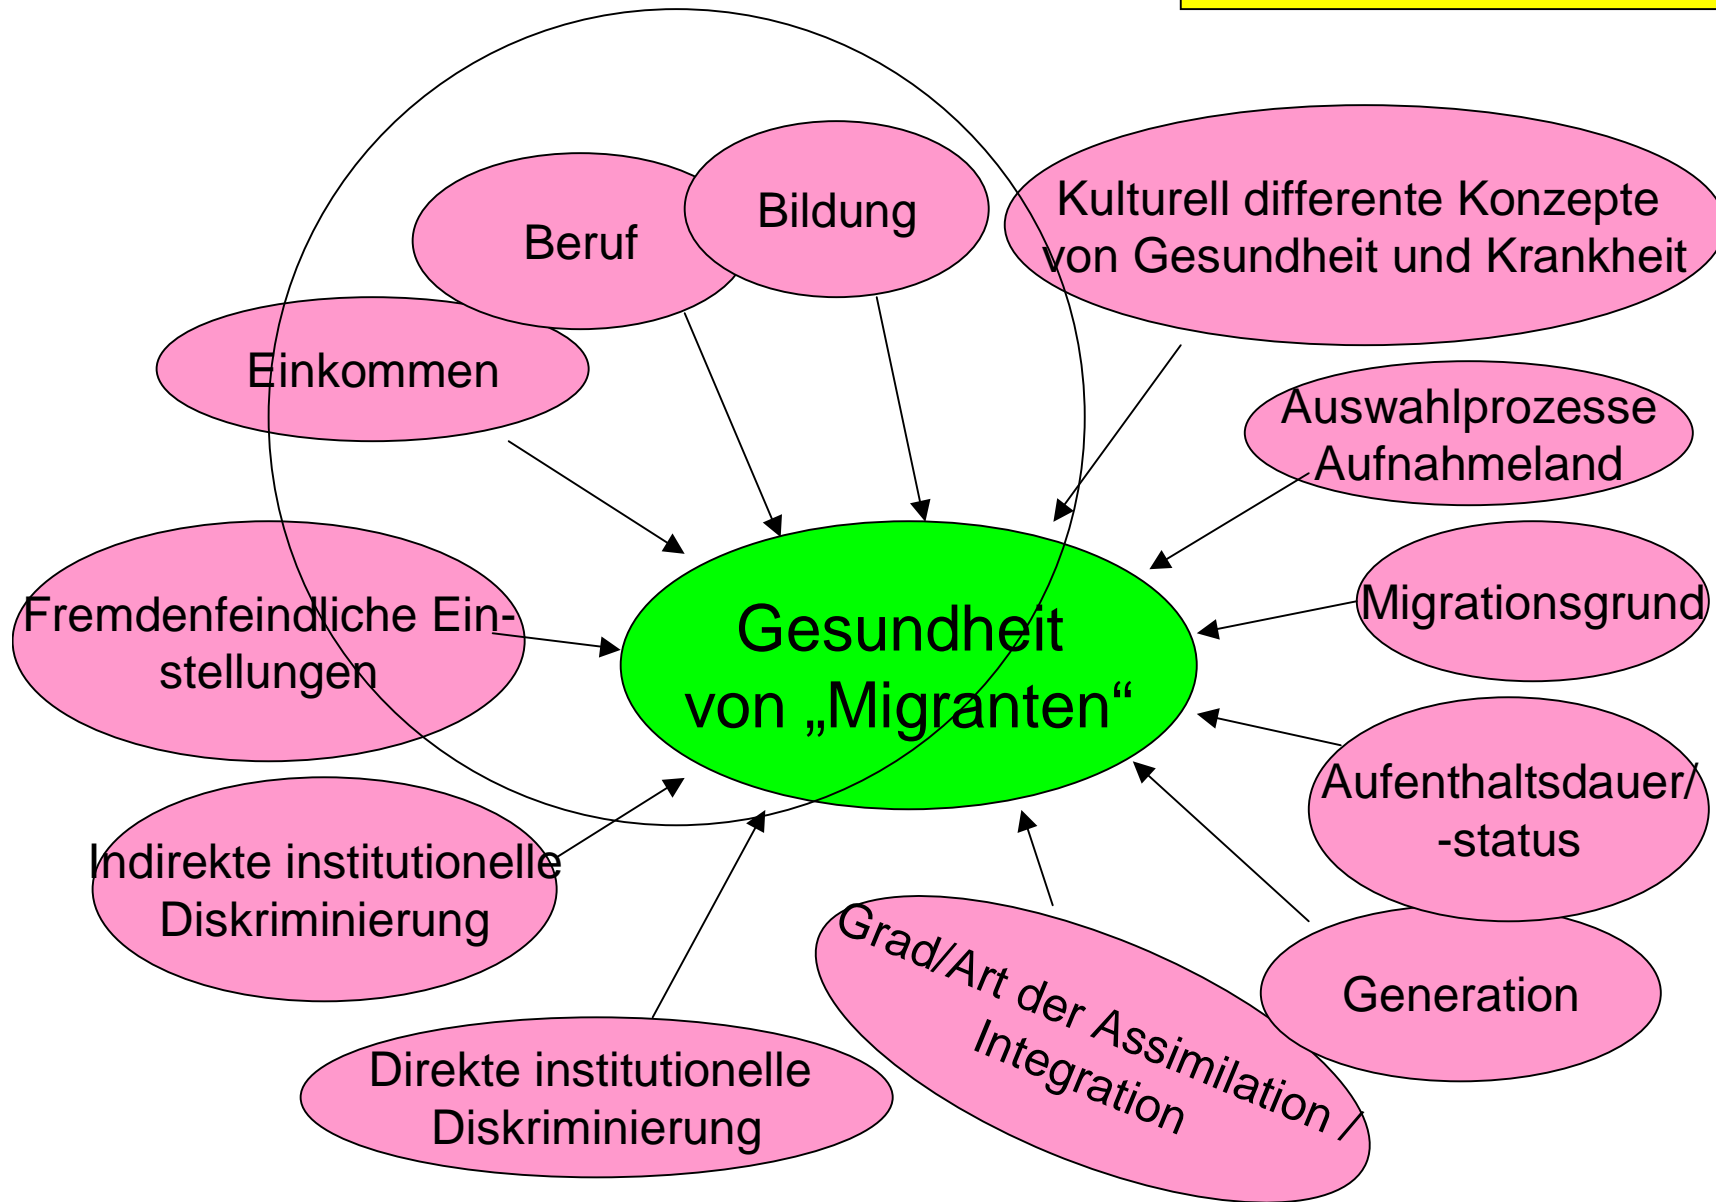 Bildung
Beruf
Kulturell differente Konzepte
von Gesundheit und Krankheit
Einkommen
Auswahlprozesse
Aufnahmeland
Fremdenfeindliche Ein-
stellungen
Gesundheit
von „Migranten“
Migrationsgrund
Aufenthaltsdauer/
-status
Indirekte institutionelle
Diskriminierung
Grad/Art der Assimilation /
Integration
Generation
Direkte institutionelle
Diskriminierung